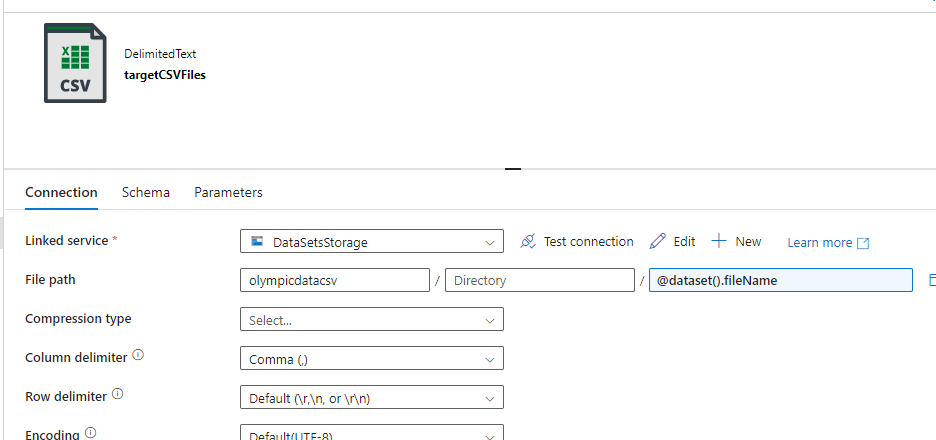 X
CSV
DelimitedText
targetCSVFiles
Connection Schema Parameters
Linked service * DataSetsStorage Test connection Edit New Learn more
File path olympicdatacsv / Directory / @dataset().fileName
Compression type Select...
Column delimiter Comma (,)
Row delimiter Default (\r,\n, or \r\n)
Encoding Default(UTF-8)